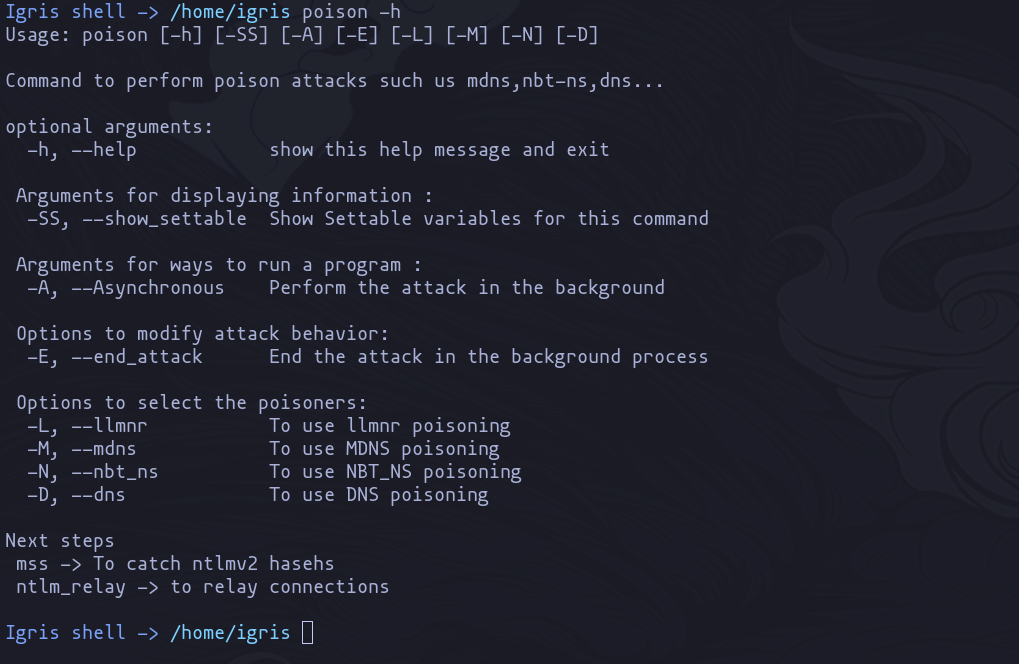 Igris shell -> /home/igris poison -h
Usage: poison [-h] [-SS] [-A] [-E] [-L] [-M] [-N] [-D]
Command to perform poison attacks such us mdns,nbt-ns,dns...
optional arguments:
-h, --help show this help message and exit
Arguments for displaying information :
-SS, --show_settable Show Settable variables for this command
Arguments for ways to run a program :
-A, --Asynchronous Perform the attack in the background
Options to modify attack behavior:
-E, --end_attack End the attack in the background process
Options to select the poisoners:
-L, --llmnr To use llmnr poisoning
-M, --mdns To use MDNS poisoning
-N, --nbt_ns To use NBT_NS poisoning
-D, --dns To use DNS poisoning
Next steps
mss -> To catch ntlmv2 hasehs
ntlm_relay -> to relay connections
Igris shell -> /home/igris